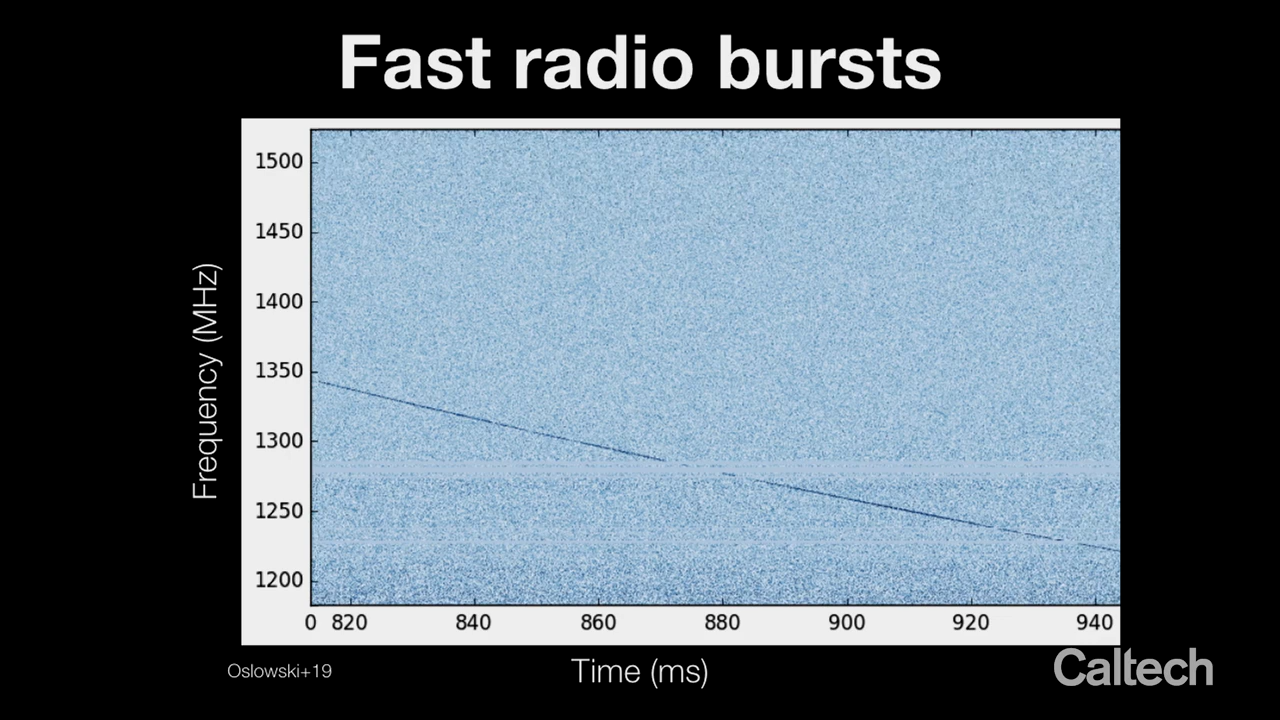 Fast radio bursts
1500
1450
1400
1350
1300
1250
1200
Frequency (MHz)
0 820 840 860 880 900 920 940
Time (ms)
Oslowski+19
Caltech